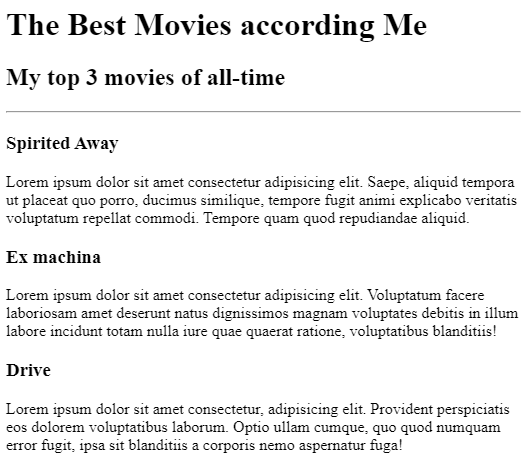 The Best Movies according Me
My top 3 movies of all-time
Spirited Away
Lorem ipsum dolor sit amet consectetur adipisicing elit. Saepe, aliquid tempora
ut placeat quo porro, ducimus similique, tempore fugit animi explicabo veritatis
voluptatum repellat commodi. Tempore quam quod repudiandae aliquid.
Ex machina
Lorem ipsum dolor sit amet consectetur adipisicing elit. Voluptatum facere
laboriosam amet deserunt natus dignissimos magnam voluptates debitis in illum
labore incidunt totam nulla iure quae quaerat ratione, voluptatibus blanditiis!
Drive
Lorem ipsum dolor sit amet consectetur, adipisicing elit. Provident perspiciatis
eos dolorem voluptatibus laborum. Optio ullam cumque, quo quod numquam
error fugit, ipsa sit blanditiis a corporis nemo aspernatur fuga!